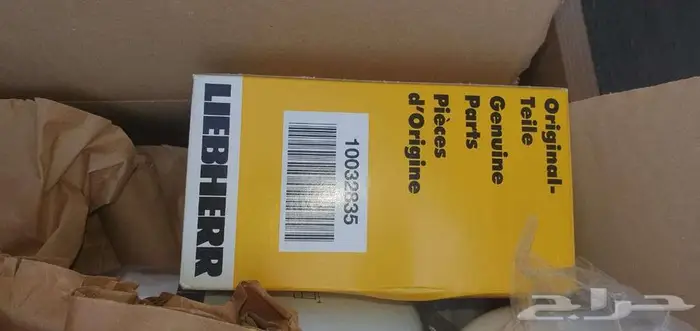 LIEBHERR
10032835
Original-
Teile
Genuine
Parts
Pièces
d'Origine
حراج